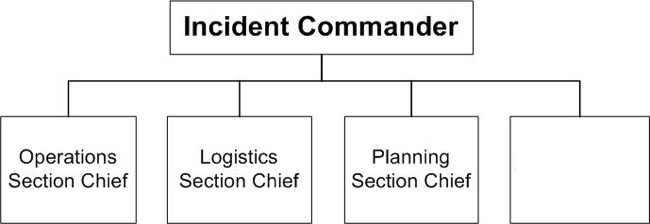 Incident Commander
Operations
Section Chief
Logistics
Section Chief
Planning
Section Chief